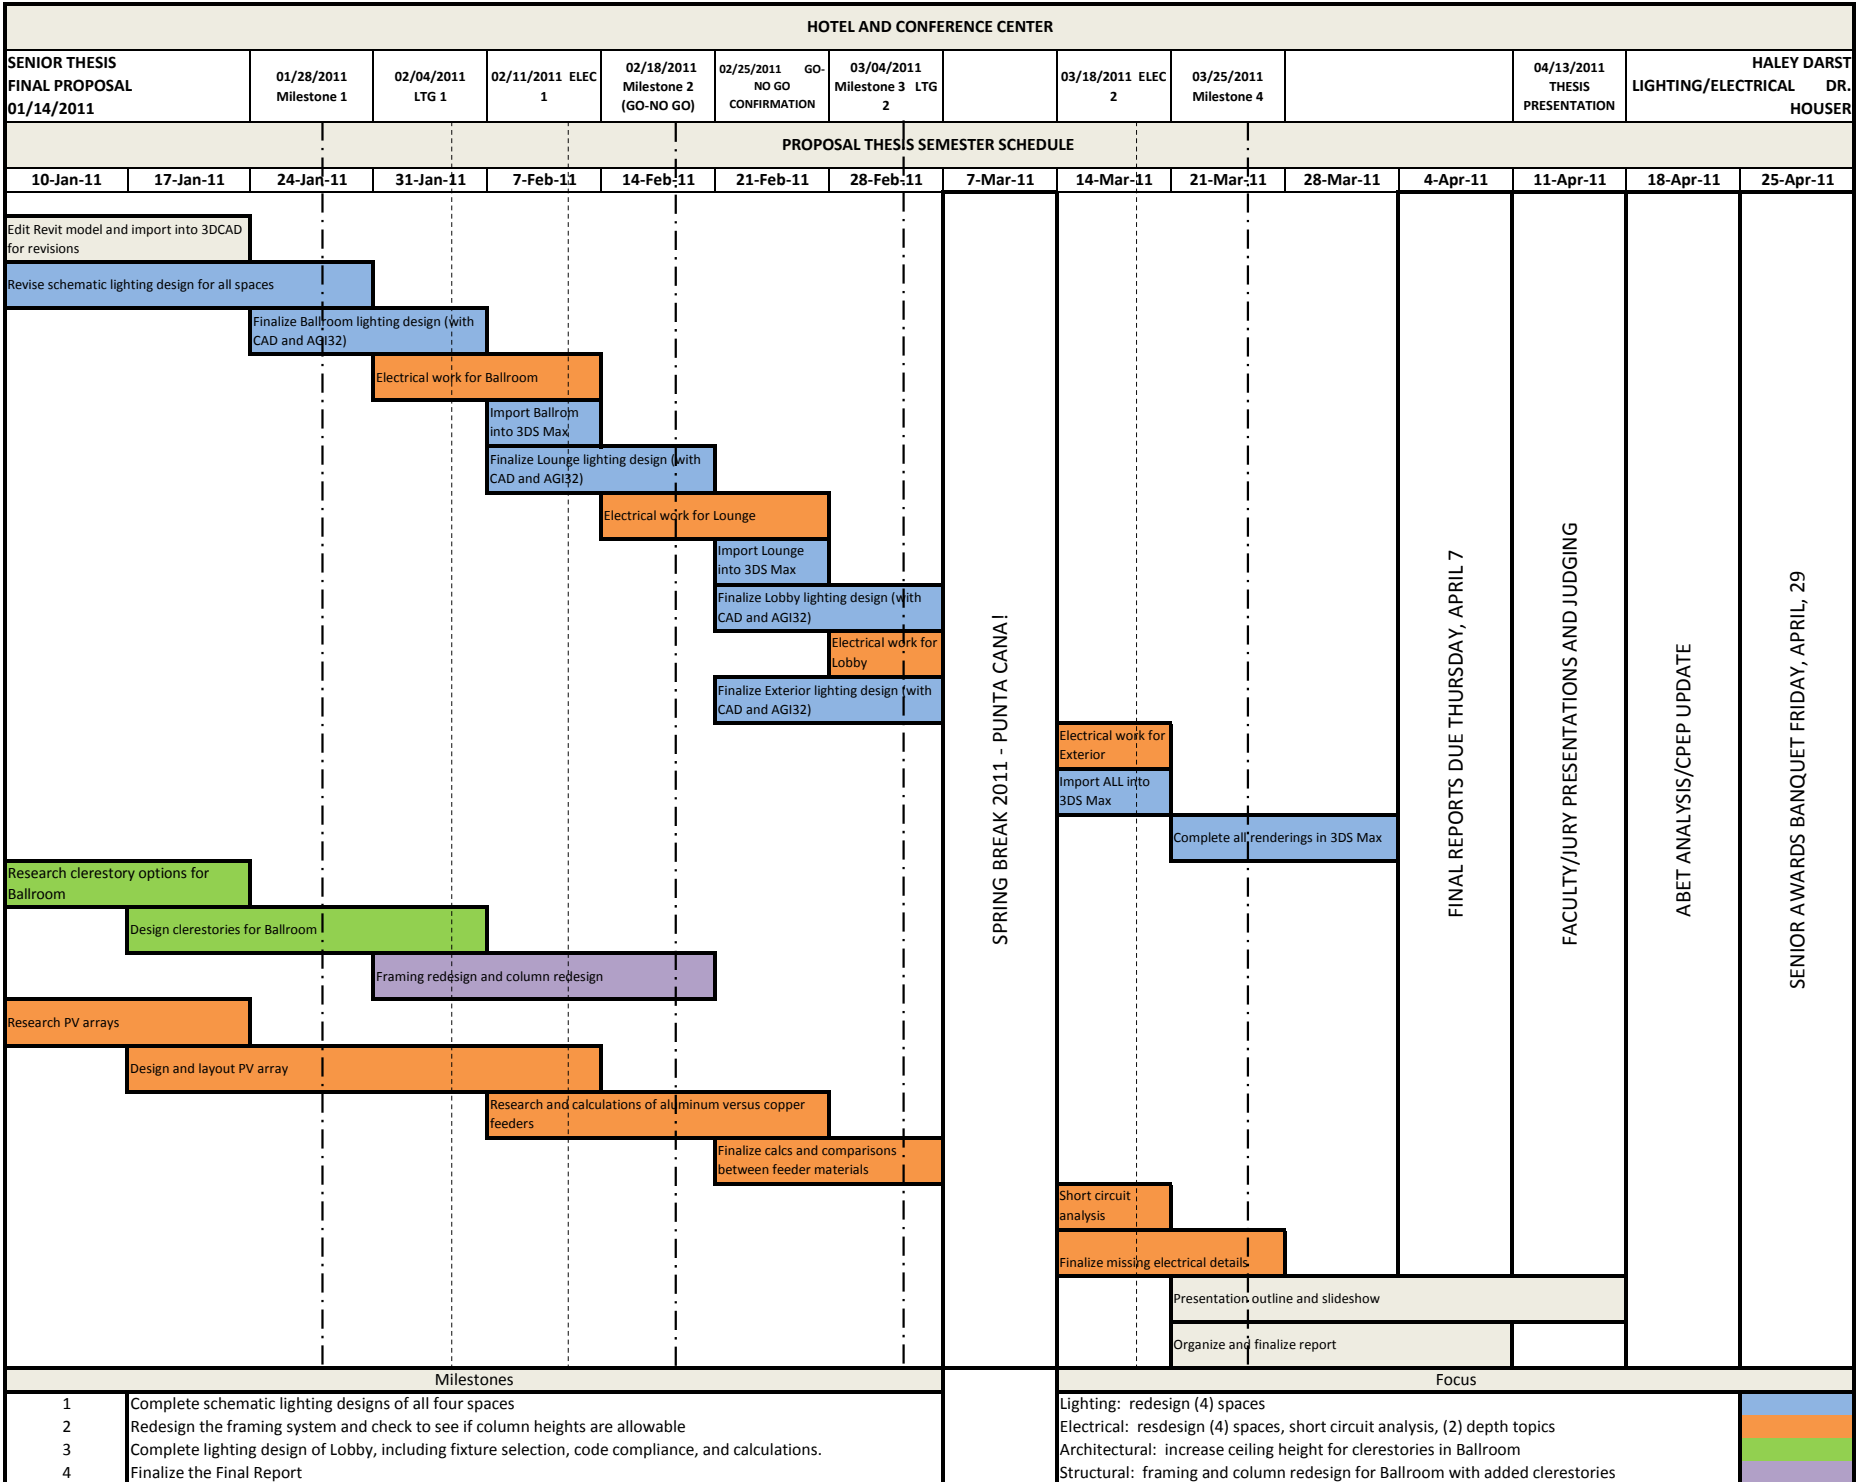 HOTEL AND CONFERENCE CENTER
SENIOR THESIS
FINAL PROPOSAL
01/14/2011
01/28/2011
Milestone 1
02/04/2011
LTG 1
02/11/2011 ELEC
1
02/18/2011
Milestone 2
(GO-NO GO)
02/25/2011 GO-
NO GO
CONFIRMATION
03/04/2011
Milestone 3 LTG
2
03/18/2011 ELEC
2
03/25/2011
Milestone 4
04/13/2011
THESIS
PRESENTATION
HALEY DARST
LIGHTING/ELECTRICAL DR.
HOUSER
PROPOSAL THESIS SEMESTER SCHEDULE
10-Jan-11 17-Jan-11 24-Jan-11 31-Jan-11 7-Feb-11 14-Feb-11 21-Feb-11 28-Feb-11 7-Mar-11 14-Mar-11 21-Mar-11 28-Mar-11 4-Apr-11 11-Apr-11 18-Apr-11 25-Apr-11
Edit Revit model and import into 3DCAD
for revisions
Revise schematic lighting design for all spaces
Finalize Ballroom lighting design (with
CAD and AGI32)
Electrical work for Ballroom
Import Ballrom
into 3DS Max
Finalize Lounge lighting design (with
CAD and AGI32)
Electrical work for Lounge
Import Lounge
into 3DS Max
Finalize Lobby lighting design (with
CAD and AGI32)
Electrical work for
Lobby
Finalize Exterior lighting design (with
CAD and AGI32)
Electrical work for
Exterior
Import ALL into
3DS Max
Complete all renderings in 3DS Max
Research clerestory options for
Ballroom
Design clerestories for Ballroom
Framing redesign and column redesign
Research PV arrays
Design and layout PV array
Research and calculations of aluminum versus copper
feeders
Finalize calcs and comparisons
between feeder materials
Short circuit
analysis
Finalize missing electrical details
Presentation outline and slideshow
Organize and finalize report
SPRING BREAK 2011 - PUNTA CANA!
FINAL REPORTS DUE THURSDAY, APRIL 7
FACULTY/JURY PRESENTATIONS AND JUDGING
ABET ANALYSIS/CPEP UPDATE
SENIOR AWARDS BANQUET FRIDAY, APRIL, 29
Milestones
1 Complete schematic lighting designs of all four spaces
2 Redesign the framing system and check to see if column heights are allowable
3 Complete lighting design of Lobby, including fixture selection, code compliance, and calculations.
4 Finalize the Final Report
Focus
Lighting: redesign (4) spaces
Electrical: resdesign (4) spaces, short circuit analysis, (2) depth topics
Architectural: increase ceiling height for clerestories in Ballroom
Structural: framing and column redesign for Ballroom with added clerestories